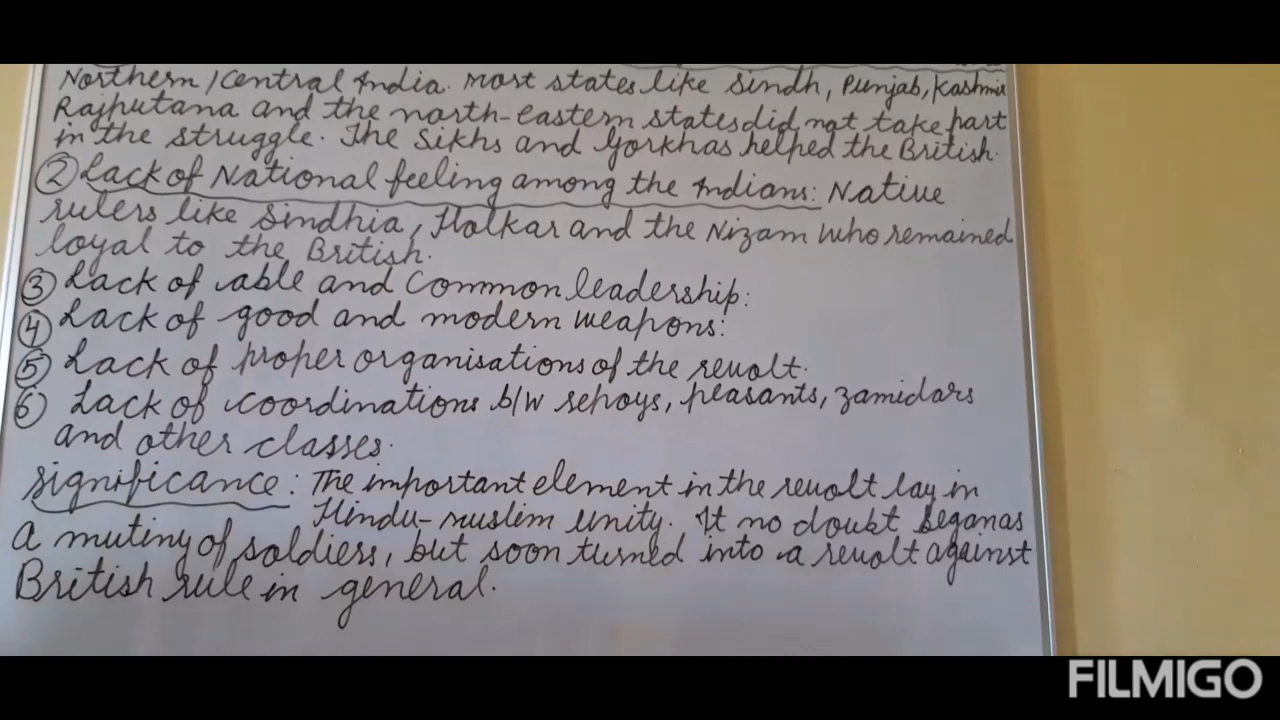 Northern/Central India. Most states like Sindh, Punjab, Kashmir
Rajputana and the north-eastern states did not take part
in the struggle. The Sikhs and Gorkhas helped the British.
② Lack of National feeling among the Indians: Native
rulers like Sindhia, Holkar and the Nizam who remained
loyal to the British.
③ Lack of able and Common leadership:
④ Lack of good and modern weapons:
⑤ Lack of proper organisations of the revolt.
⑥ Lack of coordinations b/w sepoys, peasants, zamidars
and other classes.
Significance: The important element in the revolt lay in
Hindu-muslim unity. It no doubt began as
a mutiny of soldiers, but soon turned into a revolt against
British rule in general.
FILMIGO